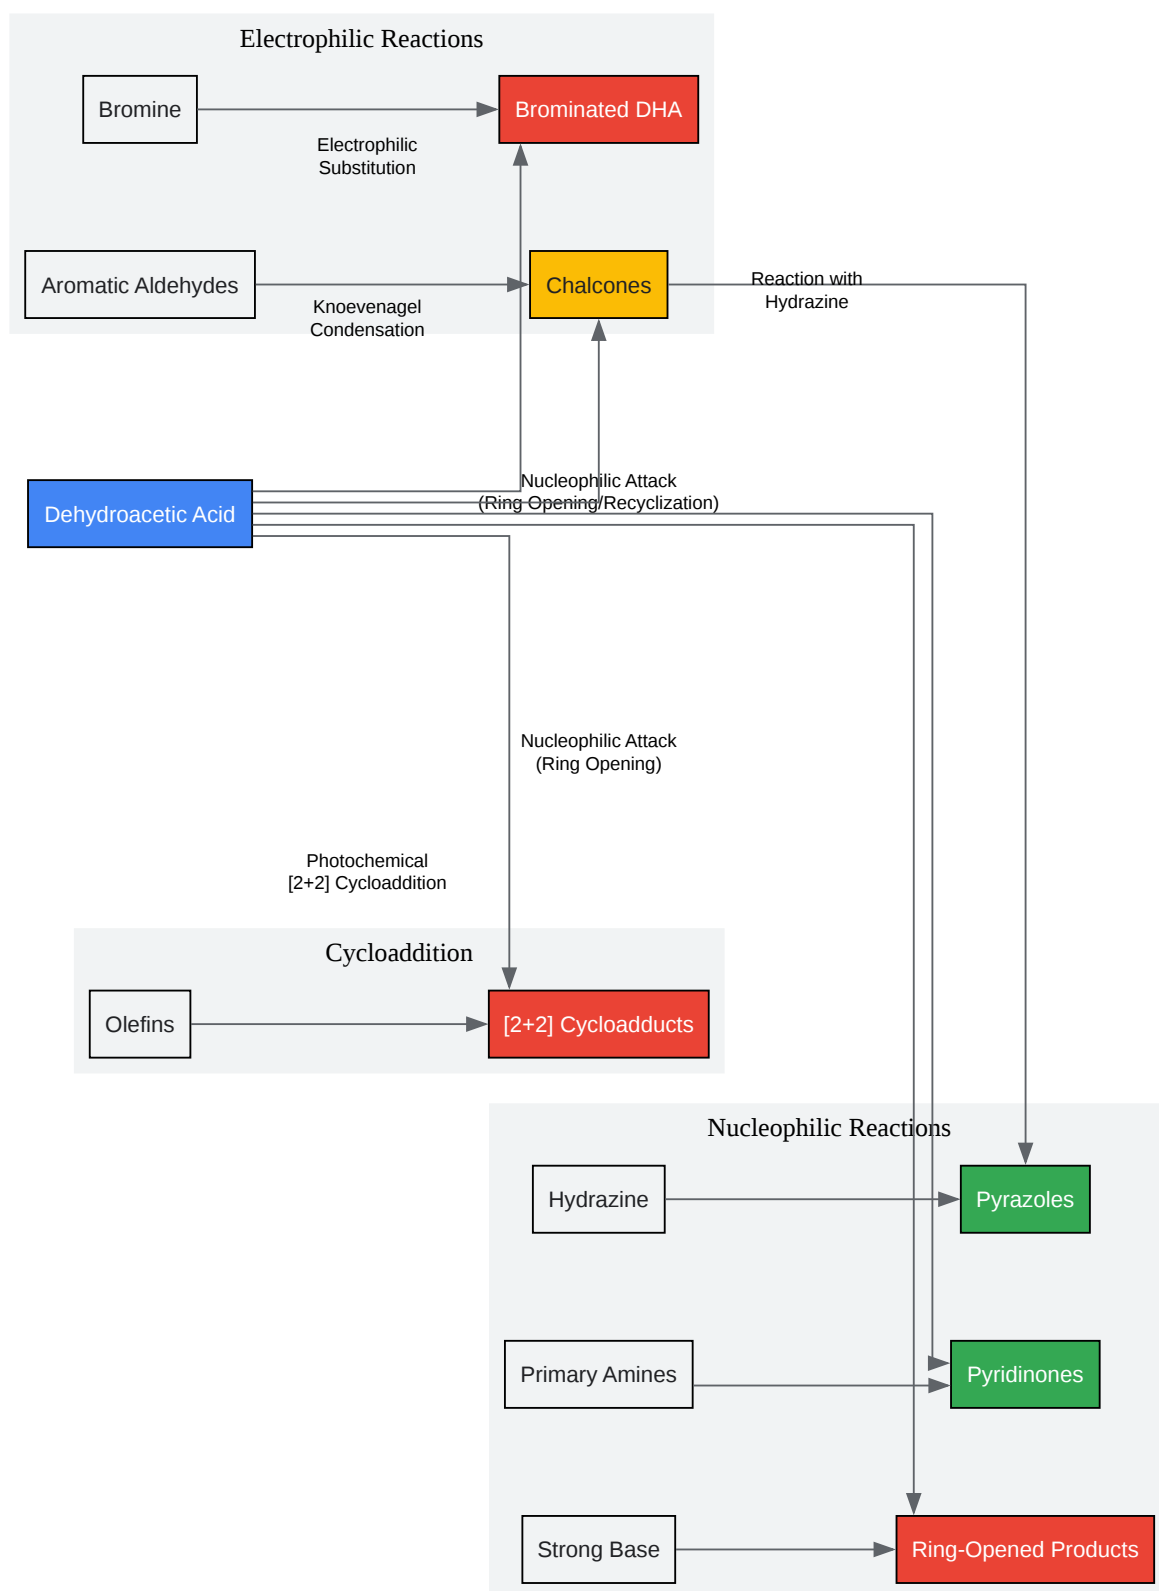 Electrophilic Reactions
Bromine
Brominated DHA
Electrophilic
Substitution
Aromatic Aldehydes
Chalcones
Reaction with
Hydrazine
Knoevenagel
Condensation
Dehydroacetic Acid
Nucleophilic Attack
(Ring Opening/Recyclization)
Nucleophilic Attack
(Ring Opening)
Photochemical
[2+2] Cycloaddition
Cycloaddition
Olefins
[2+2] Cycloadducts
Nucleophilic Reactions
Hydrazine
Pyrazoles
Primary Amines
Pyridinones
Strong Base
Ring-Opened Products